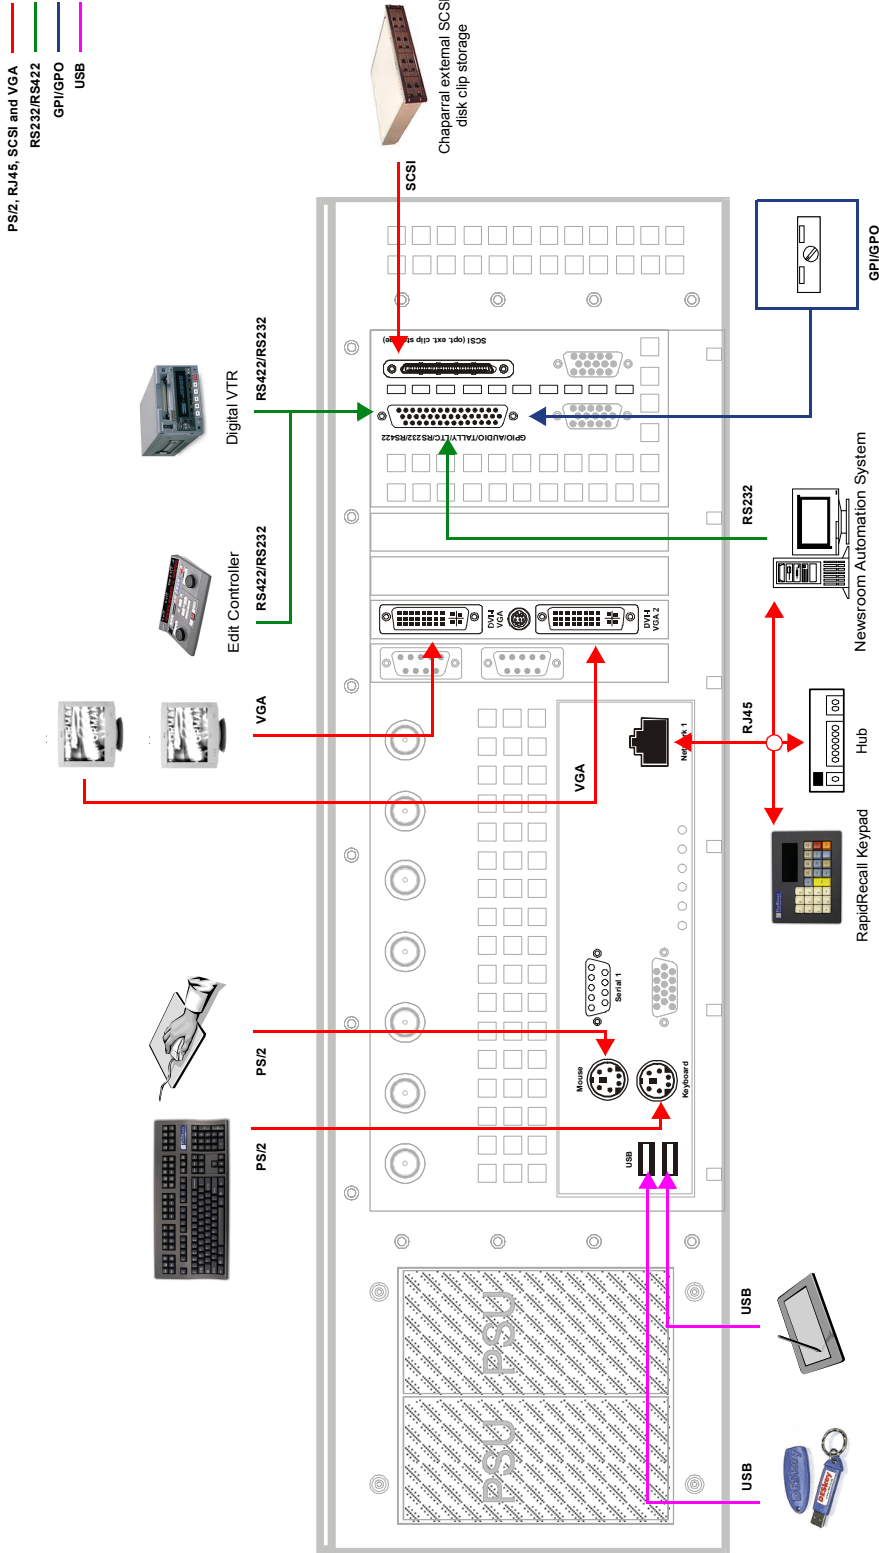 PS/2, RJ45, SCSI and VGA
RS232/RS422
GPI/GPO
USB
Chaparral external SCSI
disk clip storage
SCSI
GPI/GPO
Digital VTR
RS422/RS232
Edit Controller
RS422/RS232
SCSI (opt. ext. clip storage)
GPIO/AUDIO/TALLY/LTC/RS232/RS422
RS232
Newsroom Automation System
DVI-I
VGA
DVI-I
VGA 2
VGA
VGA
Network 1
RJ45
Hub
RapidRecall Keypad
Serial 1
PS/2
Mouse
Keyboard
PS/2
USB
PSU
PSU
USB
USB
DESkey
DESkey